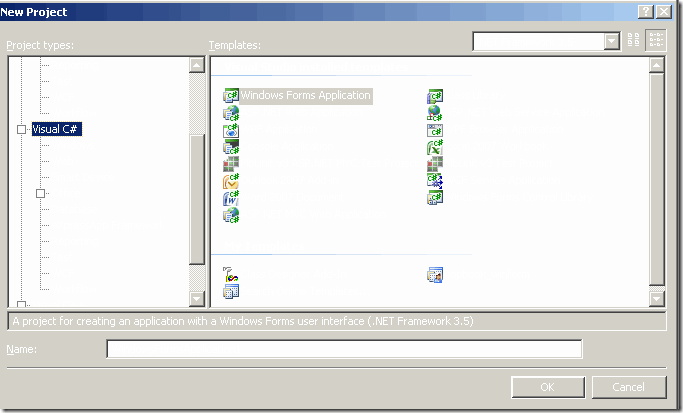 New Project
Project types:
Templates:
Visual C#
Windows Forms Application
A project for creating an application with a Windows Forms user interface (.NET Framework 3.5)
Name:
OK
Cancel